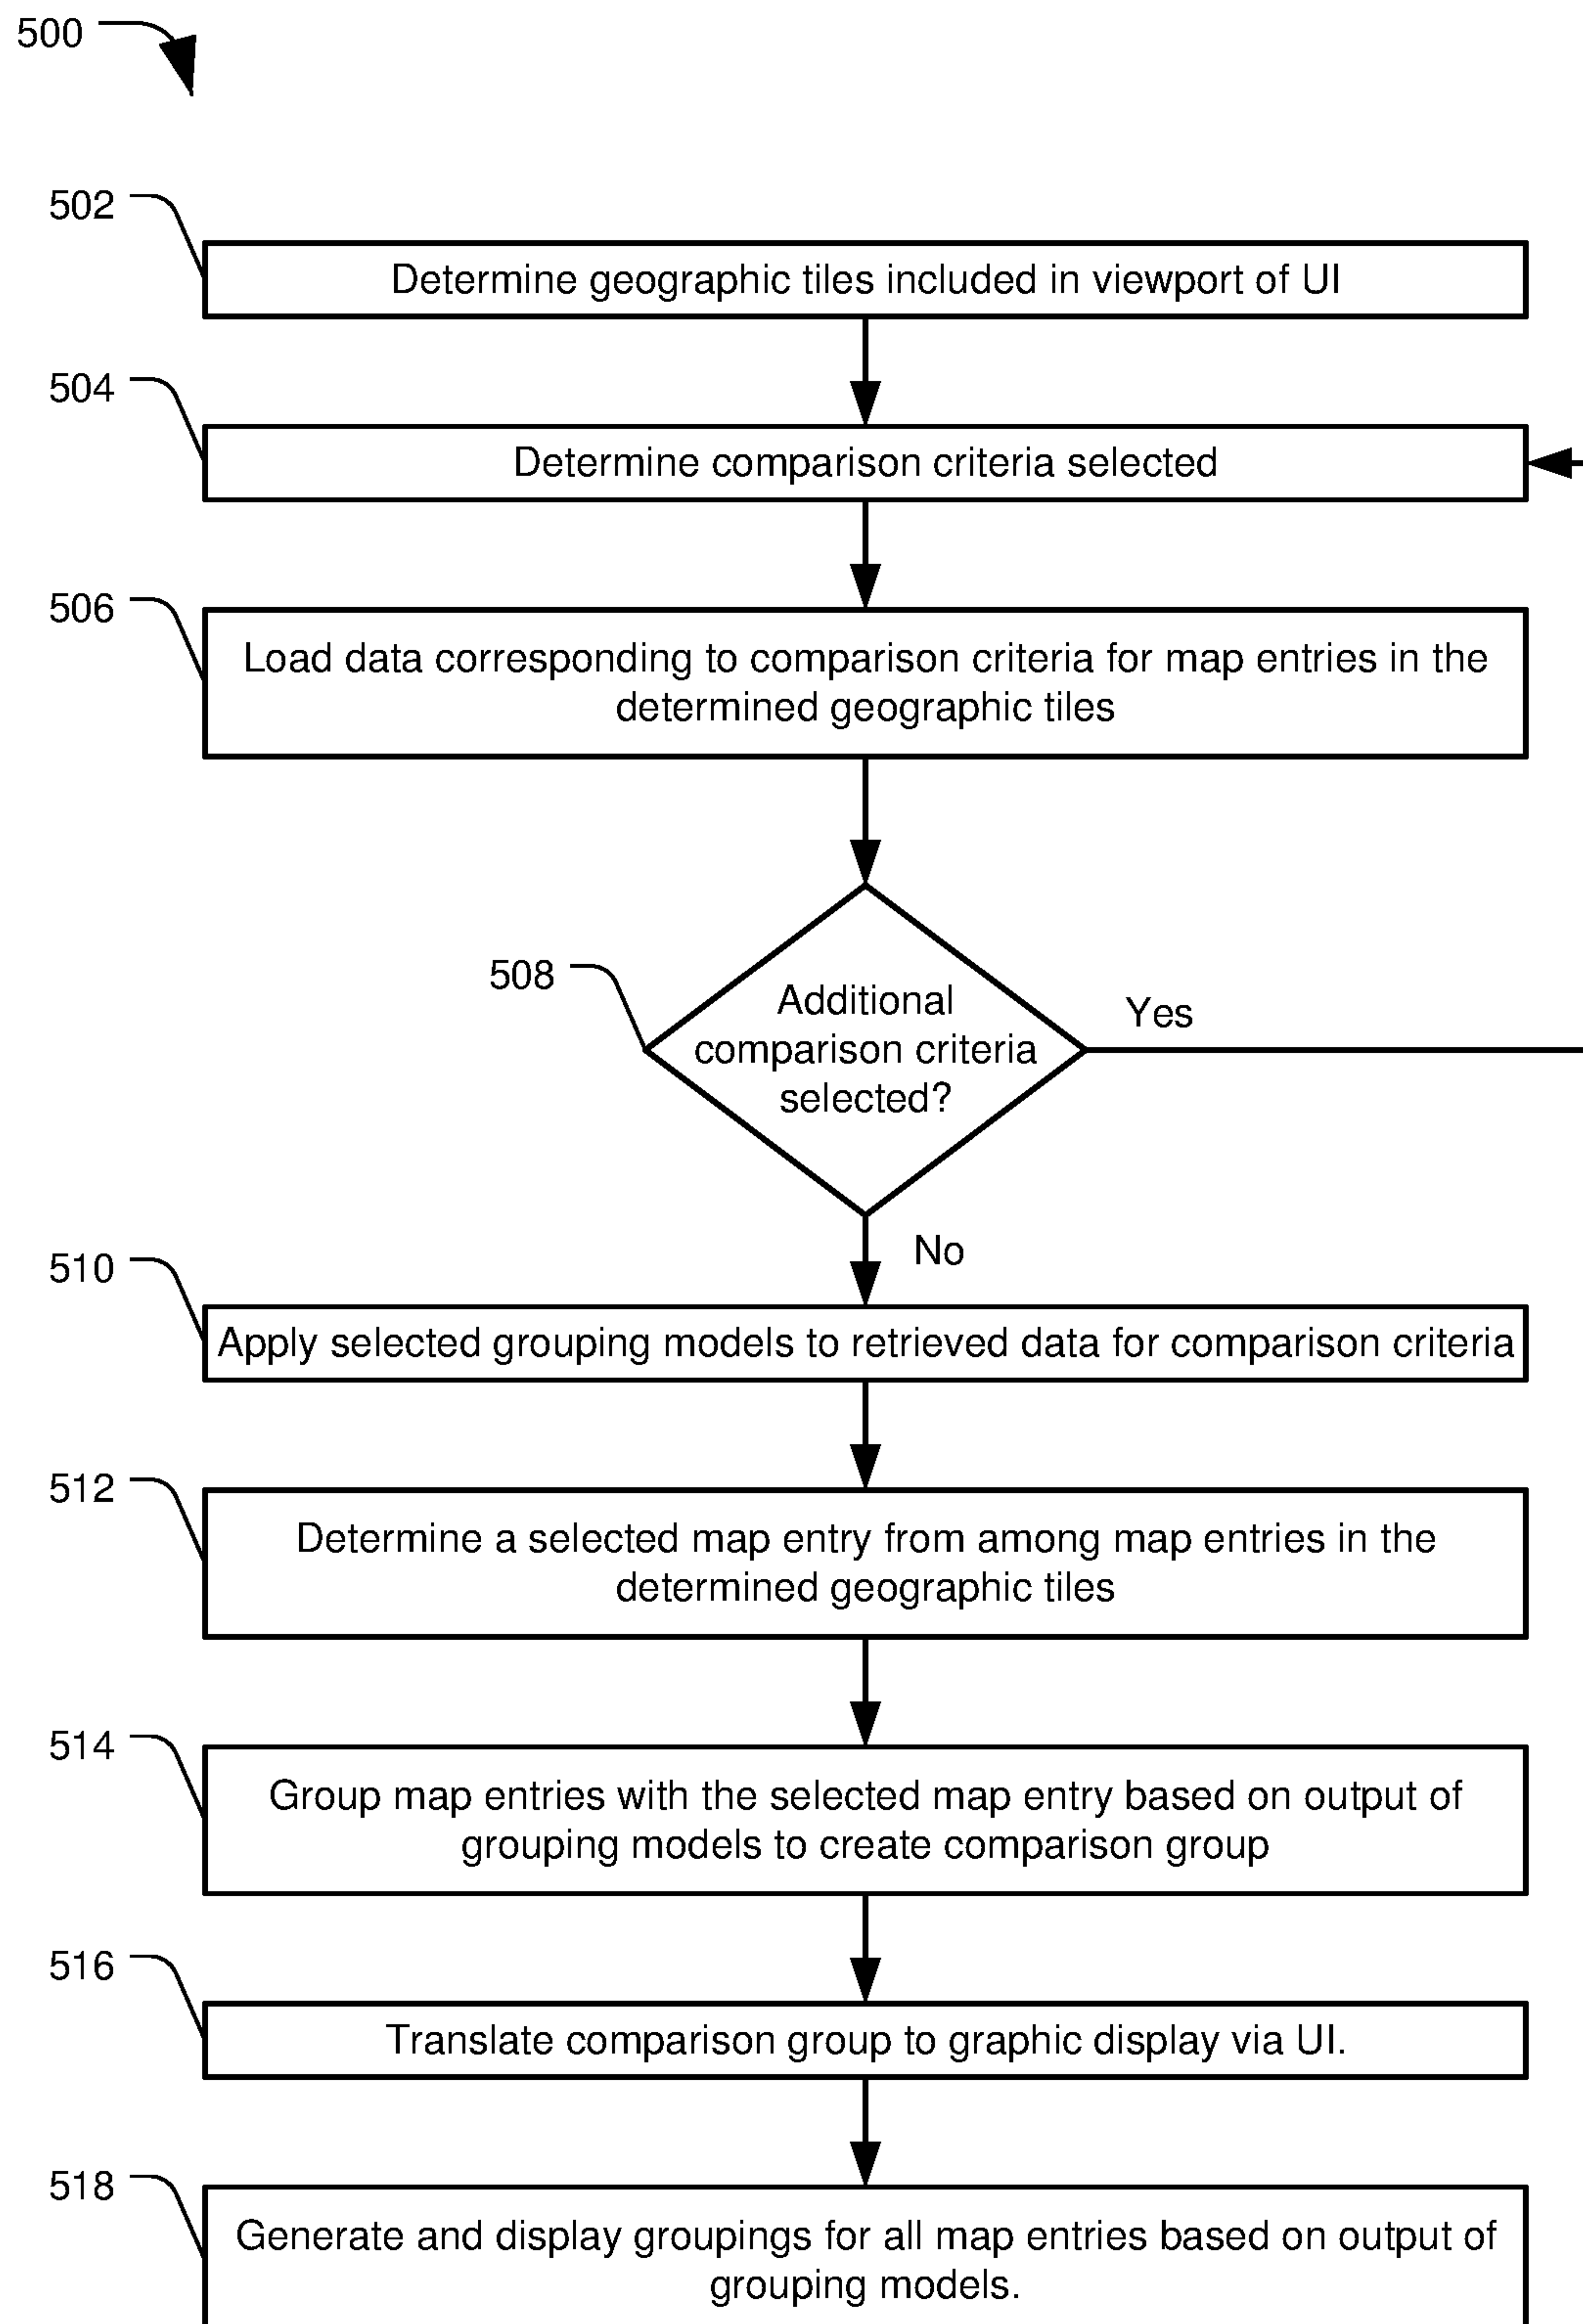 500
502
Determine geographic tiles included in viewport of UI
504
Determine comparison criteria selected
506
Load data corresponding to comparison criteria for map entries in the
determined geographic tiles
508
Additional
comparison criteria
selected?
Yes
No
510
Apply selected grouping models to retrieved data for comparison criteria
512
Determine a selected map entry from among map entries in the
determined geographic tiles
514
Group map entries with the selected map entry based on output of
grouping models to create comparison group
516
Translate comparison group to graphic display via UI.
518
Generate and display groupings for all map entries based on output of
grouping models.